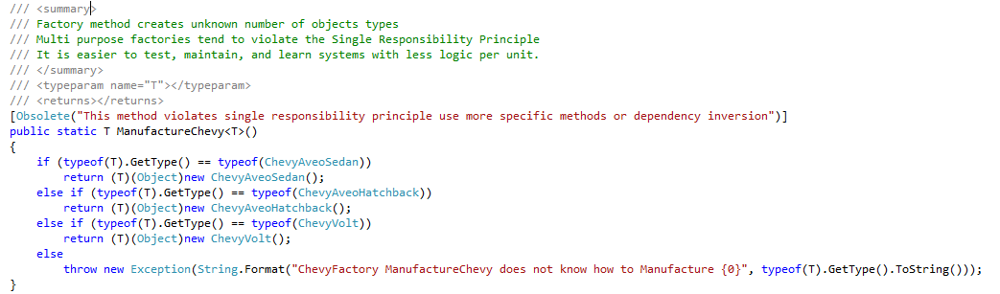 /// <summary>
/// Factory method creates unknown number of objects types
/// Multi purpose factories tend to violate the Single Responsibility Principle
/// It is easier to test, maintain, and learn systems with less logic per unit.
/// </summary>
/// <typeparam name="T"></typeparam>
/// <returns></returns>
[Obsolete("This method violates single responsibility principle use more specific methods or dependency inversion")]
public static T ManufactureChevy<T>()
{
    if (typeof(T).GetType() == typeof(ChevyAveoSedan))
        return (T)(Object)new ChevyAveoSedan();
    else if (typeof(T).GetType() == typeof(ChevyAveoHatchback))
        return (T)(Object)new ChevyAveoHatchback();
    else if (typeof(T).GetType() == typeof(ChevyVolt))
        return (T)(Object)new ChevyVolt();
    else
        throw new Exception(String.Format("ChevyFactory ManufactureChevy does not know how to Manufacture {0}", typeof(T).GetType().ToString()));
}